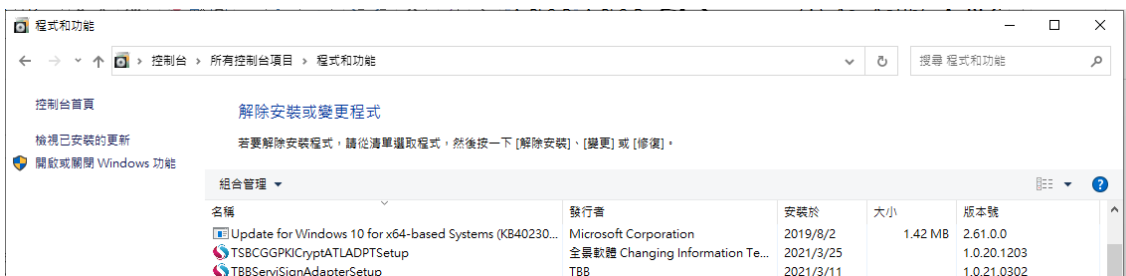 程式和功能
控制台 › 所有控制台項目 › 程式和功能
搜尋 程式和功能
控制台首頁
解除安裝或變更程式
檢視已安裝的更新
若要解除安裝程式，請從清單選取程式，然後按一下 [解除安裝]、[變更] 或 [修復]。
開啟或關閉 Windows 功能
組合管理
名稱 發行者 安裝於 大小 版本號
Update for Windows 10 for x64-based Systems (KB40230... Microsoft Corporation 2019/8/2 1.42 MB 2.61.0.0
TSBCGGPKICryptATLADPTSetup 全景軟體 Changing Information Te... 2021/3/25 1.0.20.1203
TBBServiSignAdapterSetup TBB 2021/3/11 1.0.21.0302